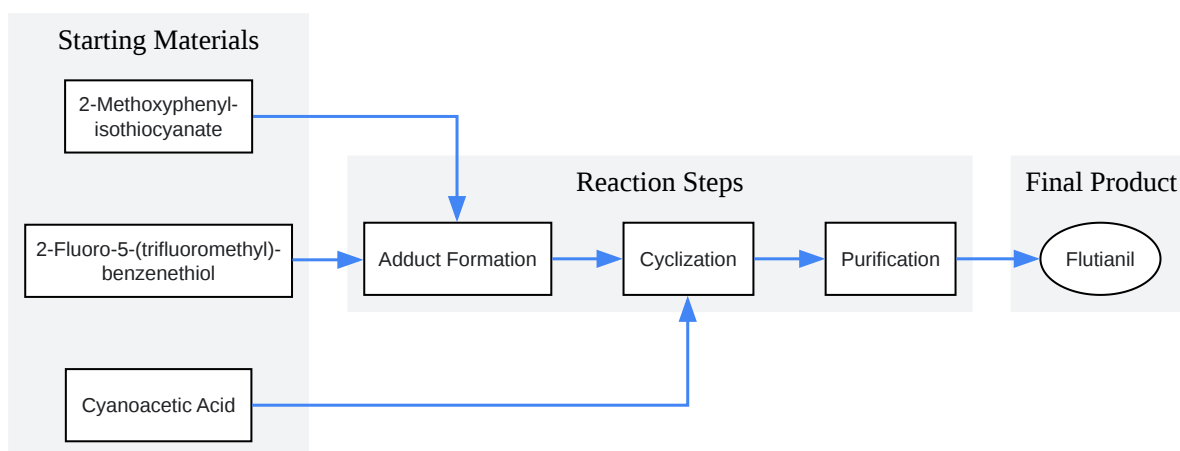 Starting Materials
2-Methoxyphenyl-
isothiocyanate
2-Fluoro-5-(trifluoromethyl)-
benzenethiol
Cyanoacetic Acid
Reaction Steps
Adduct Formation
Cyclization
Purification
Final Product
Flutianil